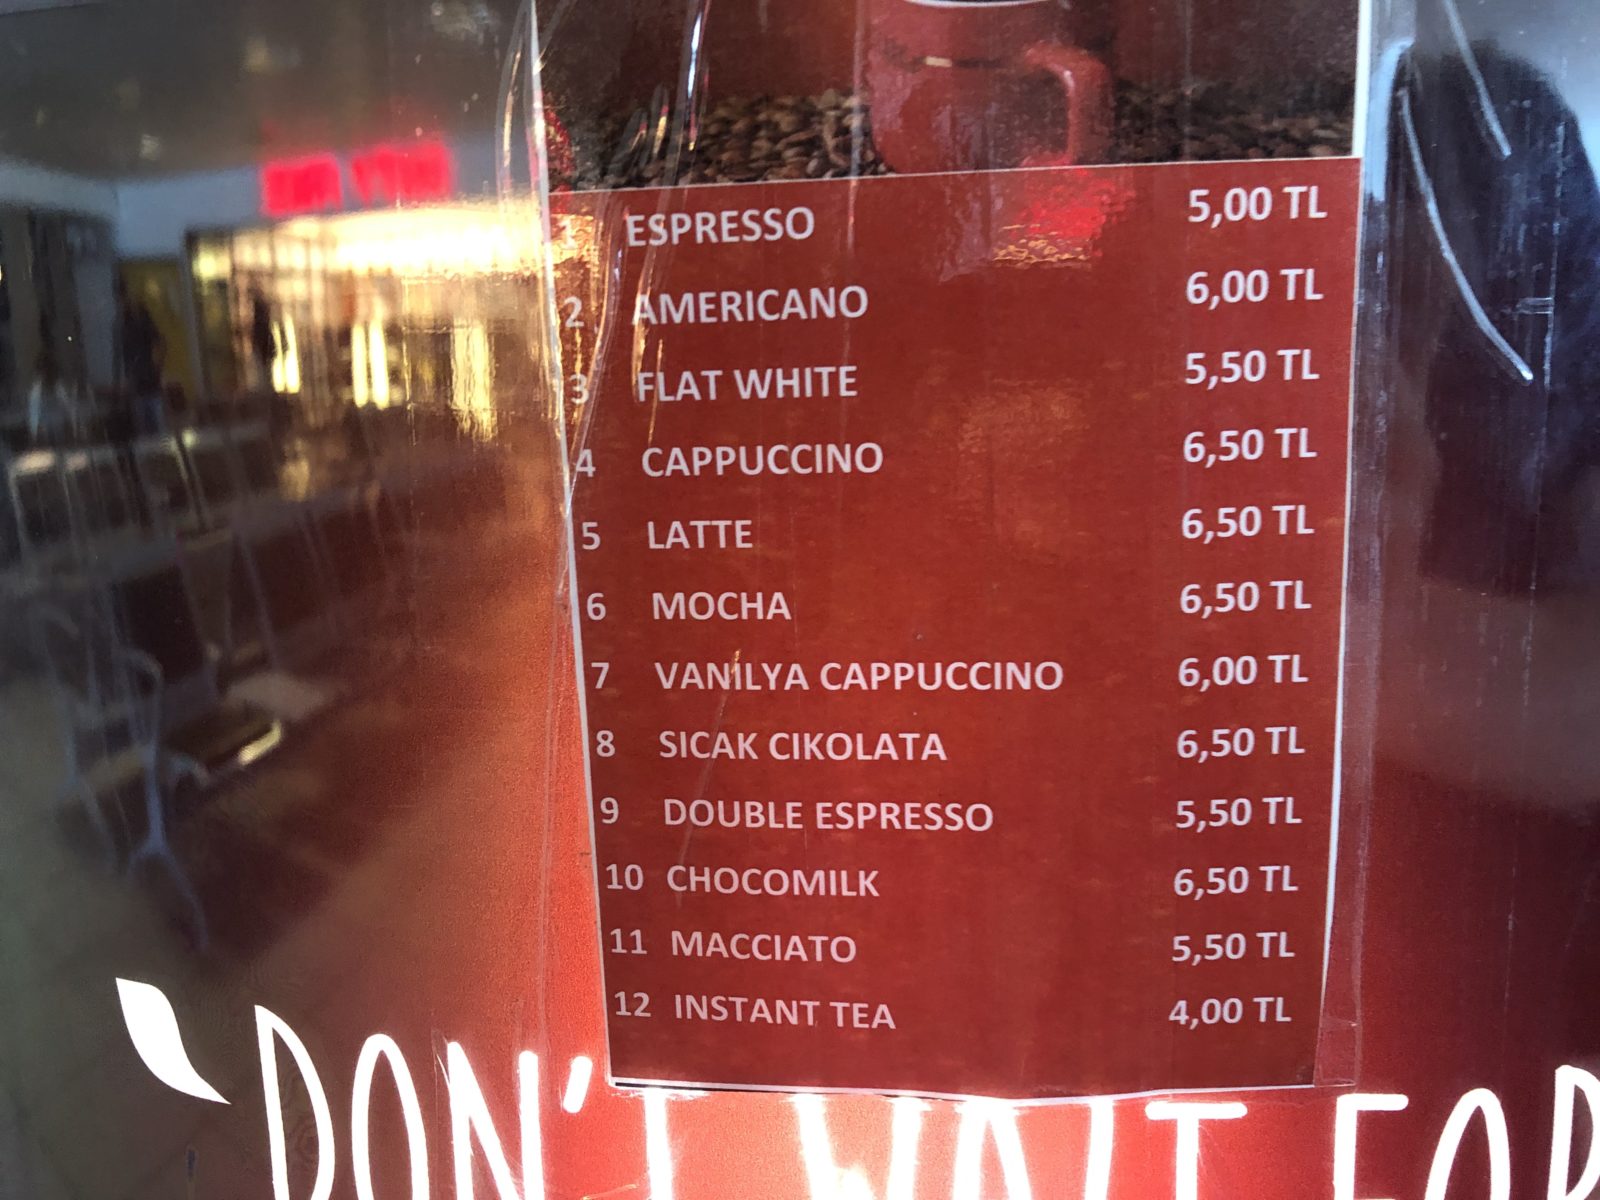 1 ESPRESSO 5,00 TL
2 AMERICANO 6,00 TL
3 FLAT WHITE 5,50 TL
4 CAPPUCCINO 6,50 TL
5 LATTE 6,50 TL
6 MOCHA 6,50 TL
7 VANILYA CAPPUCCINO 6,00 TL
8 SICAK CIKOLATA 6,50 TL
9 DOUBLE ESPRESSO 5,50 TL
10 CHOCOMILK 6,50 TL
11 MACCIATO 5,50 TL
12 INSTANT TEA 4,00 TL
‘DON'T WAIT FOR